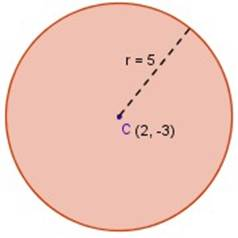 r = 5
C (2, -3)